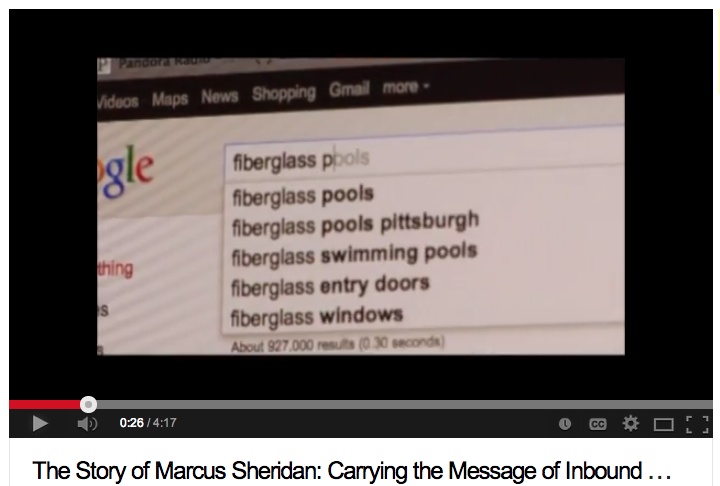 Pandora Radio
Videos Maps News Shopping Gmail more
gle
fiberglass pools
fiberglass pools
fiberglass pools pittsburgh
fiberglass swimming pools
thing
fiberglass entry doors
s
fiberglass windows
About 927,000 results (0.30 seconds)
0:26 / 4:17
CC
The Story of Marcus Sheridan: Carrying the Message of Inbound ...